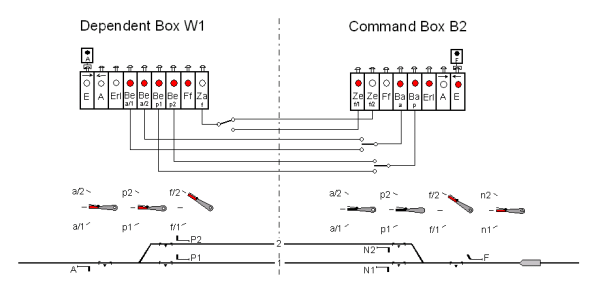 Dependent Box W1
Command Box B2
A
F
E A Erl Be Be Be Be Ff Za
a/1 a/2 p1 p2 f
Ze Ze Ff Ba Ba Erl A E
f/1 f/2 a p
a/2 p2 f/2
a/1 p1 f/1
a/2 p2 f/2 n2
a/1 p1 f/1 n1
P2
2
N2
A
P1
1
N1
F